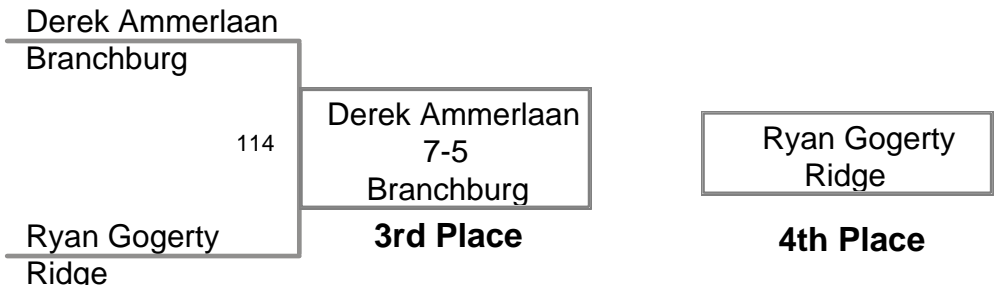 Derek Ammerlaan
Branchburg
114
Derek Ammerlaan
7-5
Branchburg
3rd Place
Ryan Gogerty
Ridge
Ryan Gogerty
Ridge
4th Place